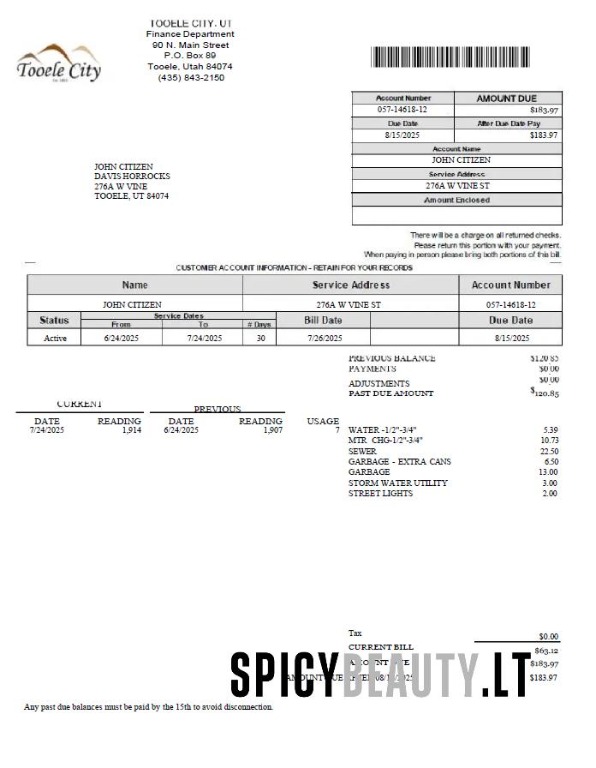 TOOELE CITY, UT
Finance Department
90 N. Main Street
P.O. Box 89
Tooele, Utah 84074
(435) 843-2150
Tooele City
Account Number AMOUNT DUE
057-14618-12 $183.97
Due Date After Due Date Pay
8/15/2025 $183.97
Account Name
JOHN CITIZEN
Service Address
276A W VINE ST
Amount Enclosed
JOHN CITIZEN
DAVIS HORROCKS
276A W VINE
TOOELE, UT 84074
There will be a charge on all returned checks.
Please return this portion with your payment.
When paying in person please bring both portions of this bill.
CUSTOMER ACCOUNT INFORMATION - RETAIN FOR YOUR RECORDS
Name Service Address Account Number
JOHN CITIZEN 276A W VINE ST 057-14618-12
Status Service Dates Bill Date Due Date
From To # Days
Active 6/24/2025 7/24/2025 30 7/26/2025 8/15/2025
PREVIOUS BALANCE $120.85
PAYMENTS $0.00
ADJUSTMENTS $0.00
PAST DUE AMOUNT $120.85
CURRENT PREVIOUS
DATE READING DATE READING USAGE
7/24/2025 1,914 6/24/2025 1,907 7
WATER -1/2"-3/4" 5.39
MTR CHG-1/2"-3/4" 10.73
SEWER 22.50
GARBAGE - EXTRA CANS 6.50
GARBAGE 13.00
STORM WATER UTILITY 3.00
STREET LIGHTS 2.00
Tax $0.00
CURRENT BILL $63.12
$183.97
$183.97
SPICYBEAUTY.LT
Any past due balances must be paid by the 15th to avoid disconnection.